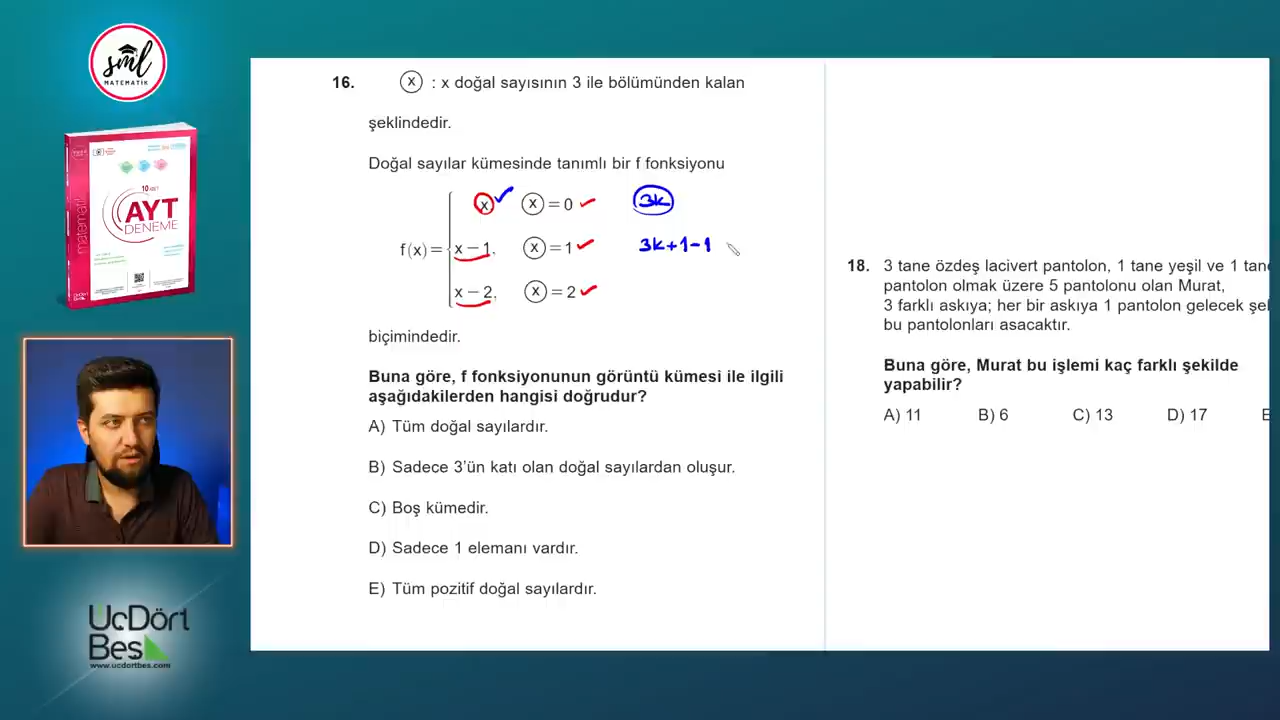 sml
MATEMATİK
10 ADET
AYT
DENEME
matematik
UcDört
Bes
www.ucdortbes.com
16. x : x doğal sayısının 3 ile bölümünden kalan
şeklindedir.
Doğal sayılar kümesinde tanımlı bir f fonksiyonu
x x = 0 3k
f(x) = x – 1, x = 1 3k+1-1
x – 2, x = 2
biçimindedir.
Buna göre, f fonksiyonunun görüntü kümesi ile ilgili
aşağıdakilerden hangisi doğrudur?
A) Tüm doğal sayılardır.
B) Sadece 3’ün katı olan doğal sayılardan oluşur.
C) Boş kümedir.
D) Sadece 1 elemanı vardır.
E) Tüm pozitif doğal sayılardır.
18. 3 tane özdeş lacivert pantolon, 1 tane yeşil ve 1 tane
pantolon olmak üzere 5 pantolonu olan Murat,
3 farklı askıya; her bir askıya 1 pantolon gelecek şe
bu pantolonları asacaktır.
Buna göre, Murat bu işlemi kaç farklı şekilde
yapabilir?
A) 11 B) 6 C) 13 D) 17 E